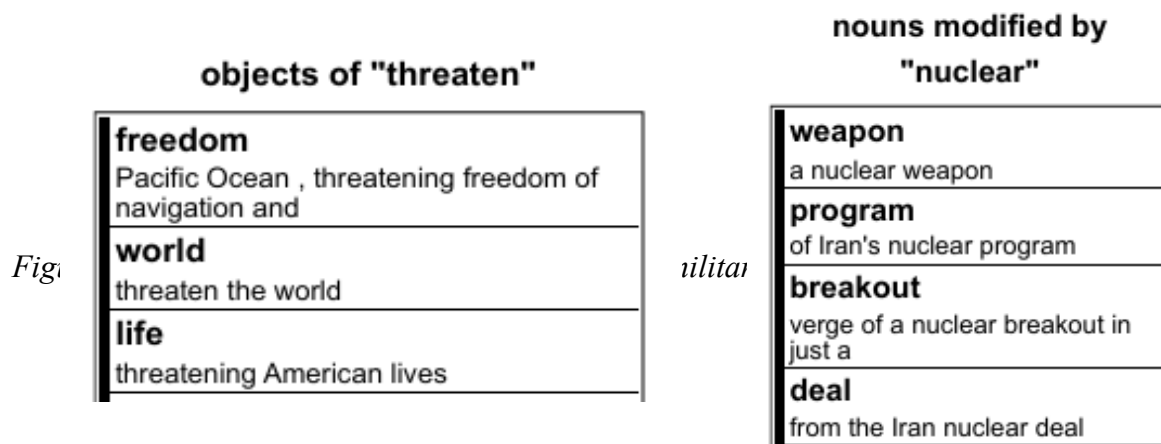 objects of "threaten"
freedom
Pacific Ocean , threatening freedom of
navigation and
world
threaten the world
life
threatening American lives
nouns modified by
"nuclear"
weapon
a nuclear weapon
program
of Iran's nuclear program
breakout
verge of a nuclear breakout in
just a
deal
from the Iran nuclear deal